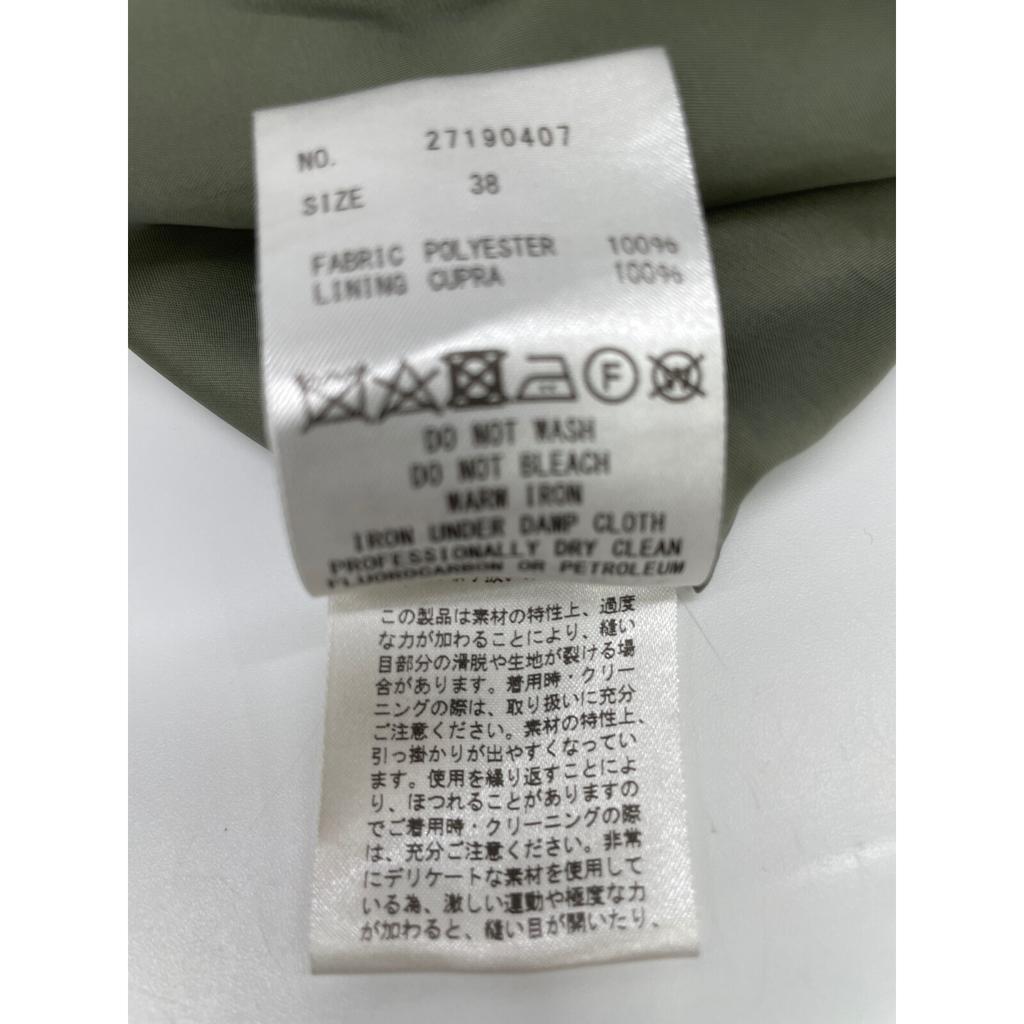 NO. 27190407
SIZE 38
FABRIC POLYESTER 100%
LINING CUPRA 100%
F W
DO NOT WASH
DO NOT BLEACH
WARM IRON
IRON UNDER DAMP CLOTH
PROFESSIONALLY DRY CLEAN
FLUOROCARBON OR PETROLEUM
この製品は素材の特性上、過度
な力が加わることにより、縫い
目部分の滑脱や生地が裂ける場
合があります。着用時・クリー
ニングの際は、取り扱いに充分
ご注意ください。素材の特性上、
引っ掛かりが出やすくなってい
ます。使用を繰り返すことによ
り、ほつれることがありますの
でご着用時・クリーニングの際
は、充分ご注意ください。非常
にデリケートな素材を使用して
いる為、激しい運動や極度な力
が加わると、縫い目が開いたり、